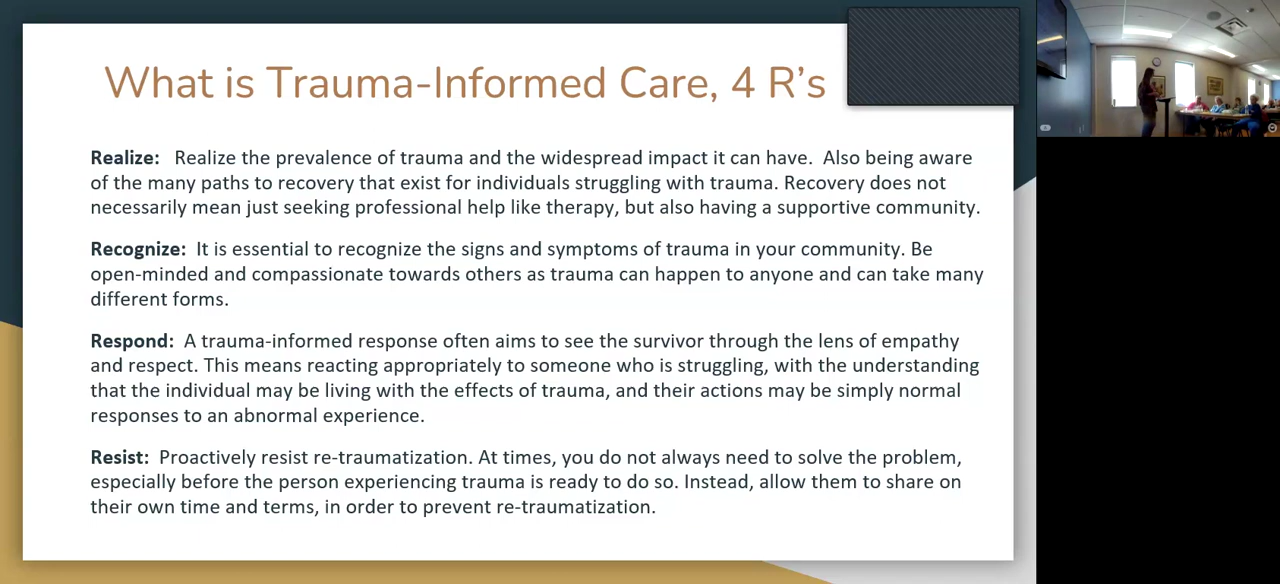 What is Trauma-Informed Care, 4 R's
Realize: Realize the prevalence of trauma and the widespread impact it can have. Also being aware
of the many paths to recovery that exist for individuals struggling with trauma. Recovery does not
necessarily mean just seeking professional help like therapy, but also having a supportive community.
Recognize: It is essential to recognize the signs and symptoms of trauma in your community. Be
open-minded and compassionate towards others as trauma can happen to anyone and can take many
different forms.
Respond: A trauma-informed response often aims to see the survivor through the lens of empathy
and respect. This means reacting appropriately to someone who is struggling, with the understanding
that the individual may be living with the effects of trauma, and their actions may be simply normal
responses to an abnormal experience.
Resist: Proactively resist re-traumatization. At times, you do not always need to solve the problem,
especially before the person experiencing trauma is ready to do so. Instead, allow them to share on
their own time and terms, in order to prevent re-traumatization.